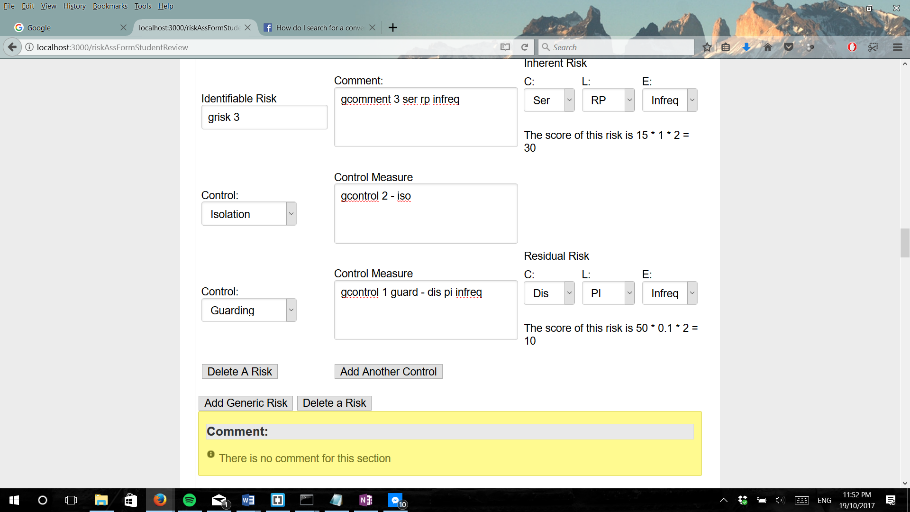 File Edit View History Bookmarks Tools Help
Google
localhost:3000/riskAssFormStude
How do I search for a conv
localhost:3000/riskAssFormStudentReview
Search
Inherent Risk
Comment:
C: L: E:
Identifiable Risk
gcomment 3 ser rp infreq
Ser RP Infreq
grisk 3
The score of this risk is 15 * 1 * 2 =
30
Control Measure
Control:
gcontrol 2 - iso
Isolation
Residual Risk
Control Measure
C: L: E:
Control:
gcontrol 1 guard - dis pi infreq
Dis PI Infreq
Guarding
The score of this risk is 50 * 0.1 * 2 =
10
Delete A Risk
Add Another Control
Add Generic Risk
Delete a Risk
Comment:
There is no comment for this section
ENG
11:52 PM
19/10/2017
10